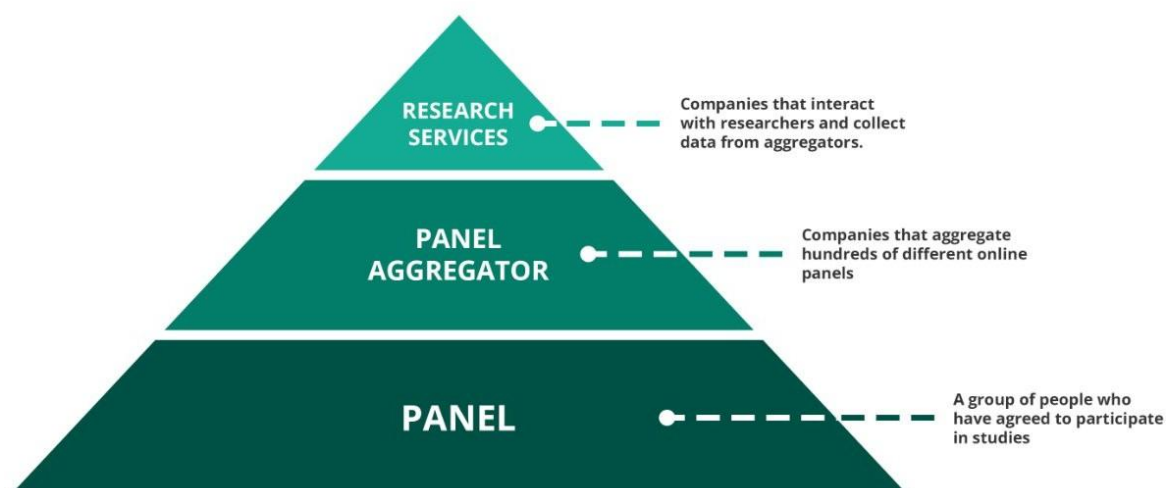 RESEARCH
SERVICES
Companies that interact
with researchers and collect
data from aggregators.
PANEL
AGGREGATOR
Companies that aggregate
hundreds of different online
panels
PANEL
A group of people who
have agreed to participate
in studies